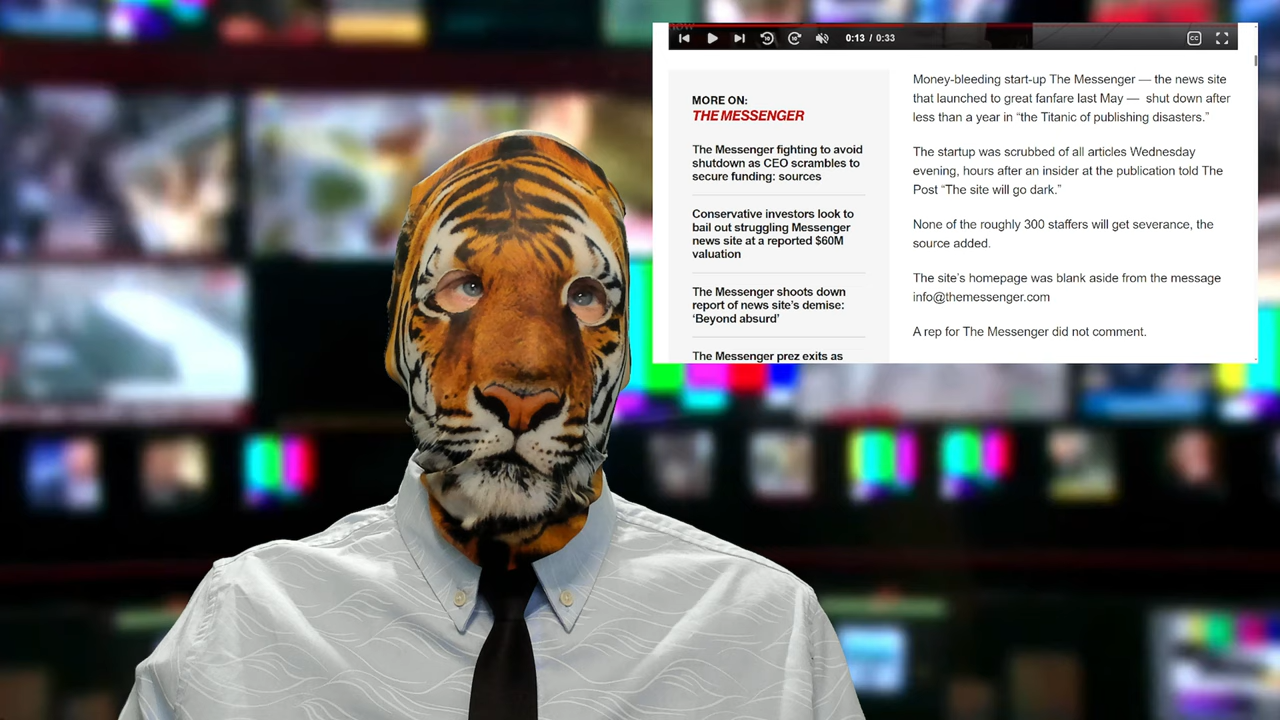 0:13 / 0:33
CC
MORE ON:
THE MESSENGER
The Messenger fighting to avoid
shutdown as CEO scrambles to
secure funding: sources
Conservative investors look to
bail out struggling Messenger
news site at a reported $60M
valuation
The Messenger shoots down
report of news site's demise:
‘Beyond absurd’
The Messenger prez exits as
Money-bleeding start-up The Messenger — the news site
that launched to great fanfare last May —  shut down after
less than a year in “the Titanic of publishing disasters.”
The startup was scrubbed of all articles Wednesday
evening, hours after an insider at the publication told The
Post “The site will go dark.”
None of the roughly 300 staffers will get severance, the
source added.
The site’s homepage was blank aside from the message
info@themessenger.com
A rep for The Messenger did not comment.